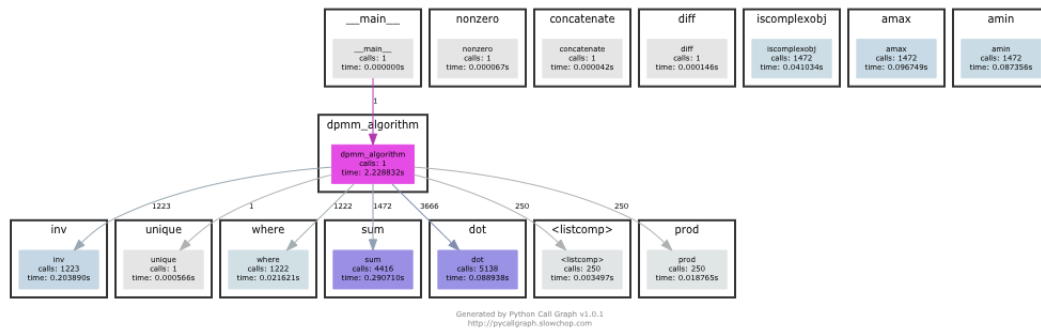 __main__
__main__
calls: 1
time: 0.000000s
nonzero
nonzero
calls: 1
time: 0.000067s
concatenate
concatenate
calls: 1
time: 0.000042s
diff
diff
calls: 1
time: 0.000146s
iscomplexobj
iscomplexobj
calls: 1472
time: 0.041034s
amax
amax
calls: 1472
time: 0.096749s
amin
amin
calls: 1472
time: 0.087356s
1
dpmm_algorithm
dpmm_algorithm
calls: 1
time: 2.228832s
1223
1
1222
1472
3666
250
250
inv
inv
calls: 1223
time: 0.203890s
unique
unique
calls: 1
time: 0.000566s
where
where
calls: 1222
time: 0.021621s
sum
sum
calls: 4416
time: 0.290710s
dot
dot
calls: 5138
time: 0.088938s
<listcomp>
<listcomp>
calls: 250
time: 0.003497s
prod
prod
calls: 250
time: 0.018765s
Generated by Python Call Graph v1.0.1
http://pycallgraph.slowchop.com